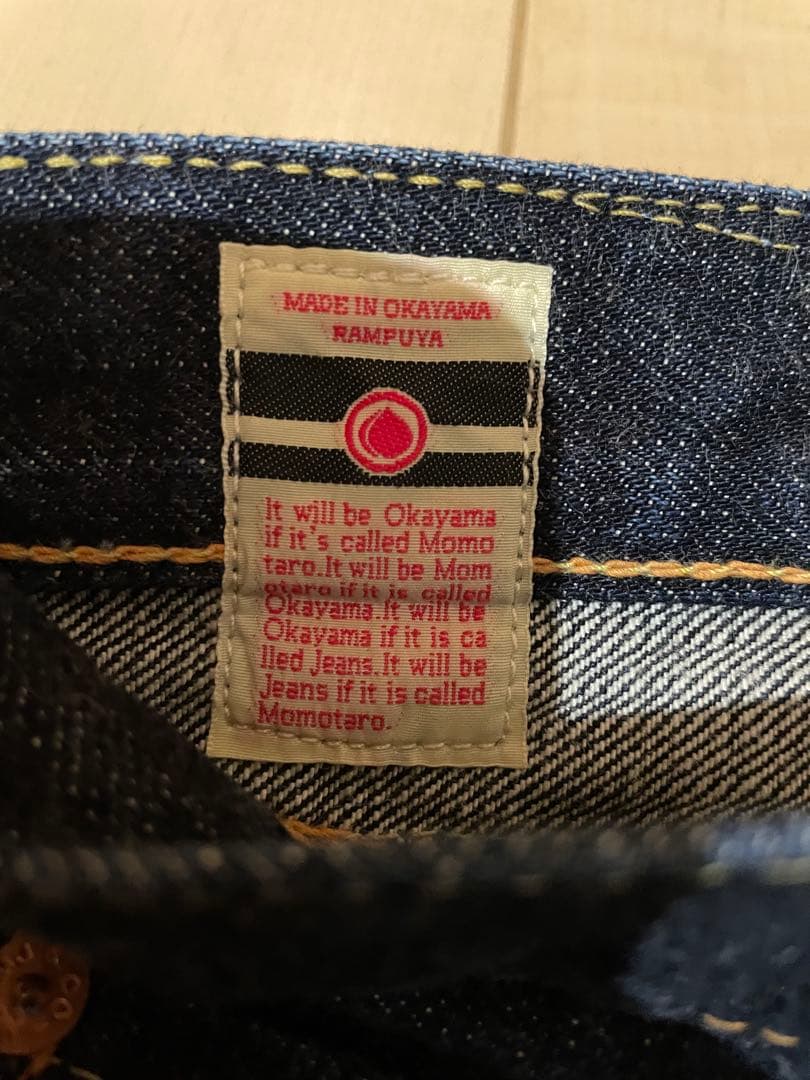 MADE IN OKAYAMA
RAMPUYA
It will be Okayama
if it's called Momo
taro.It will be Mom
otaro if it is called
Okayama.It will be
Okayama if it is ca
lled Jeans.It will be
Jeans if it is called
Momotaro.